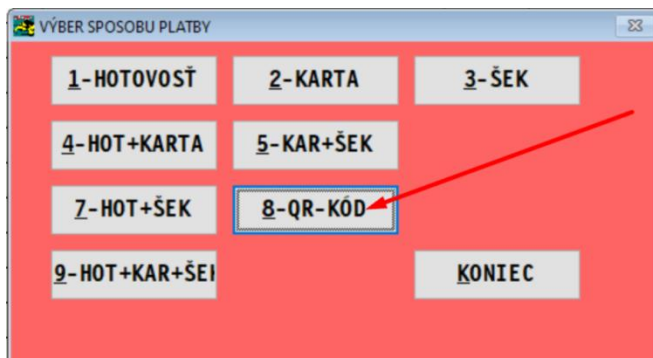 VÝBER SPOSOBU PLATBY
1-HOTOVOSŤ 2-KARTA 3-ŠEK
4-HOT+KARTA 5-KAR+ŠEK
7-HOT+ŠEK 8-QR-KÓD
9-HOT+KAR+ŠE KONIEC